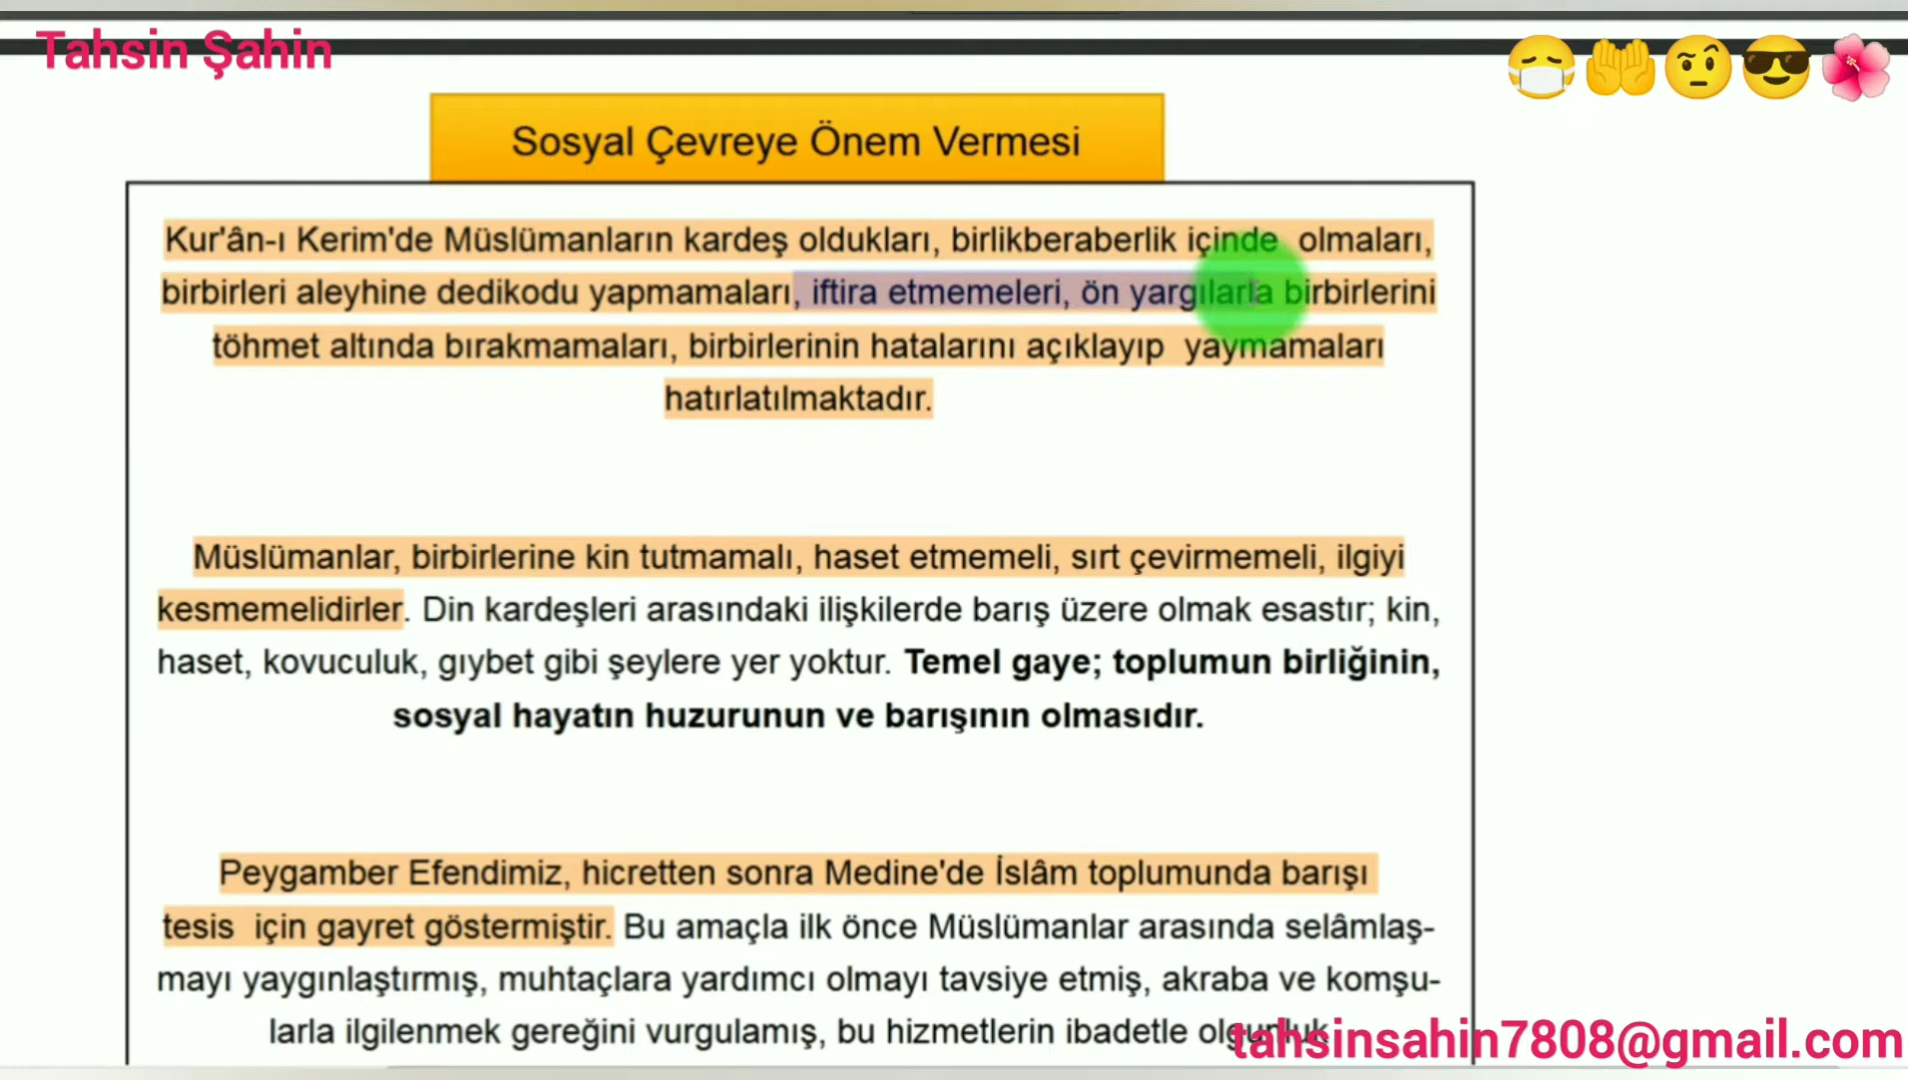 Tahsin Şahin
Sosyal Çevreye Önem Vermesi
Kur'ân-ı Kerim'de Müslümanların kardeş oldukları, birlikberaberlik içinde olmaları,
birbirleri aleyhine dedikodu yapmamaları, iftira etmemeleri, ön yargılarla birbirlerini
töhmet altında bırakmamaları, birbirlerinin hatalarını açıklayıp yaymamaları
hatırlatılmaktadır.
Müslümanlar, birbirlerine kin tutmamalı, haset etmemeli, sırt çevirmemeli, ilgiyi
kesmemelidirler. Din kardeşleri arasındaki ilişkilerde barış üzere olmak esastır; kin,
haset, kovuculuk, gıybet gibi şeylere yer yoktur. Temel gaye; toplumun birliğinin,
sosyal hayatın huzurunun ve barışının olmasıdır.
Peygamber Efendimiz, hicretten sonra Medine'de İslâm toplumunda barışı
tesis için gayret göstermiştir. Bu amaçla ilk önce Müslümanlar arasında selâmlaş-
mayı yaygınlaştırmış, muhtaçlara yardımcı olmayı tavsiye etmiş, akraba ve komşu-
larla ilgilenmek gereğini vurgulamış, bu hizmetlerin ibadetle olgunluk
tahsinsahin7808@gmail.com